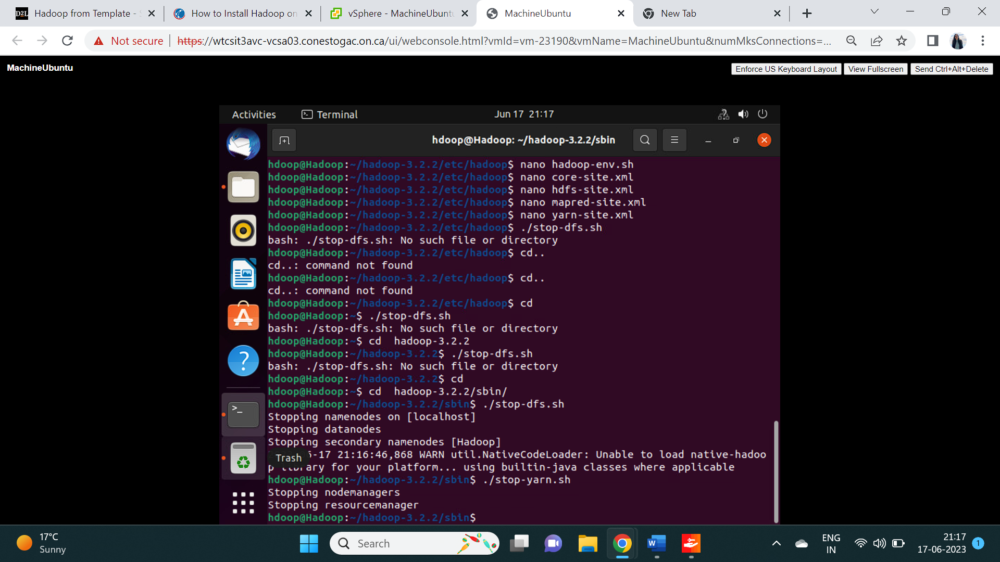 D2L Hadoop from Template -
How to Install Hadoop on
vSphere - MachineUbuntu
MachineUbuntu
New Tab
Not secure
https://wtcsit3avc-vcsa03.conestogac.on.ca/ui/webconsole.html?vmId=vm-23190&vmName=MachineUbuntu&numMksConnections=...
MachineUbuntu
Enforce US Keyboard Layout
View Fullscreen
Send Ctrl+Alt+Delete
Activities
Terminal
Jun 17 21:17
hdoop@Hadoop: ~/hadoop-3.2.2/sbin
hdoop@Hadoop:~/hadoop-3.2.2/etc/hadoop$ nano hadoop-env.sh
hdoop@Hadoop:~/hadoop-3.2.2/etc/hadoop$ nano core-site.xml
hdoop@Hadoop:~/hadoop-3.2.2/etc/hadoop$ nano hdfs-site.xml
hdoop@Hadoop:~/hadoop-3.2.2/etc/hadoop$ nano mapred-site.xml
hdoop@Hadoop:~/hadoop-3.2.2/etc/hadoop$ nano yarn-site.xml
hdoop@Hadoop:~/hadoop-3.2.2/etc/hadoop$ ./stop-dfs.sh
bash: ./stop-dfs.sh: No such file or directory
hdoop@Hadoop:~/hadoop-3.2.2/etc/hadoop$ cd..
cd..: command not found
hdoop@Hadoop:~/hadoop-3.2.2/etc/hadoop$ cd..
cd..: command not found
hdoop@Hadoop:~/hadoop-3.2.2/etc/hadoop$ cd
hdoop@Hadoop:~$ ./stop-dfs.sh
bash: ./stop-dfs.sh: No such file or directory
hdoop@Hadoop:~$ cd  hadoop-3.2.2
hdoop@Hadoop:~/hadoop-3.2.2$ ./stop-dfs.sh
bash: ./stop-dfs.sh: No such file or directory
hdoop@Hadoop:~/hadoop-3.2.2$ cd
hdoop@Hadoop:~$ cd  hadoop-3.2.2/sbin/
hdoop@Hadoop:~/hadoop-3.2.2/sbin$ ./stop-dfs.sh
Stopping namenodes on [localhost]
Stopping datanodes
Stopping secondary namenodes [Hadoop]
Trash
-17 21:16:46,868 WARN util.NativeCodeLoader: Unable to load native-hadoo
p library for your platform... using builtin-java classes where applicable
hdoop@Hadoop:~/hadoop-3.2.2/sbin$ ./stop-yarn.sh
Stopping nodemanagers
Stopping resourcemanager
hdoop@Hadoop:~/hadoop-3.2.2/sbin$
17°C
Sunny
Search
ENG
IN
21:17
17-06-2023
1